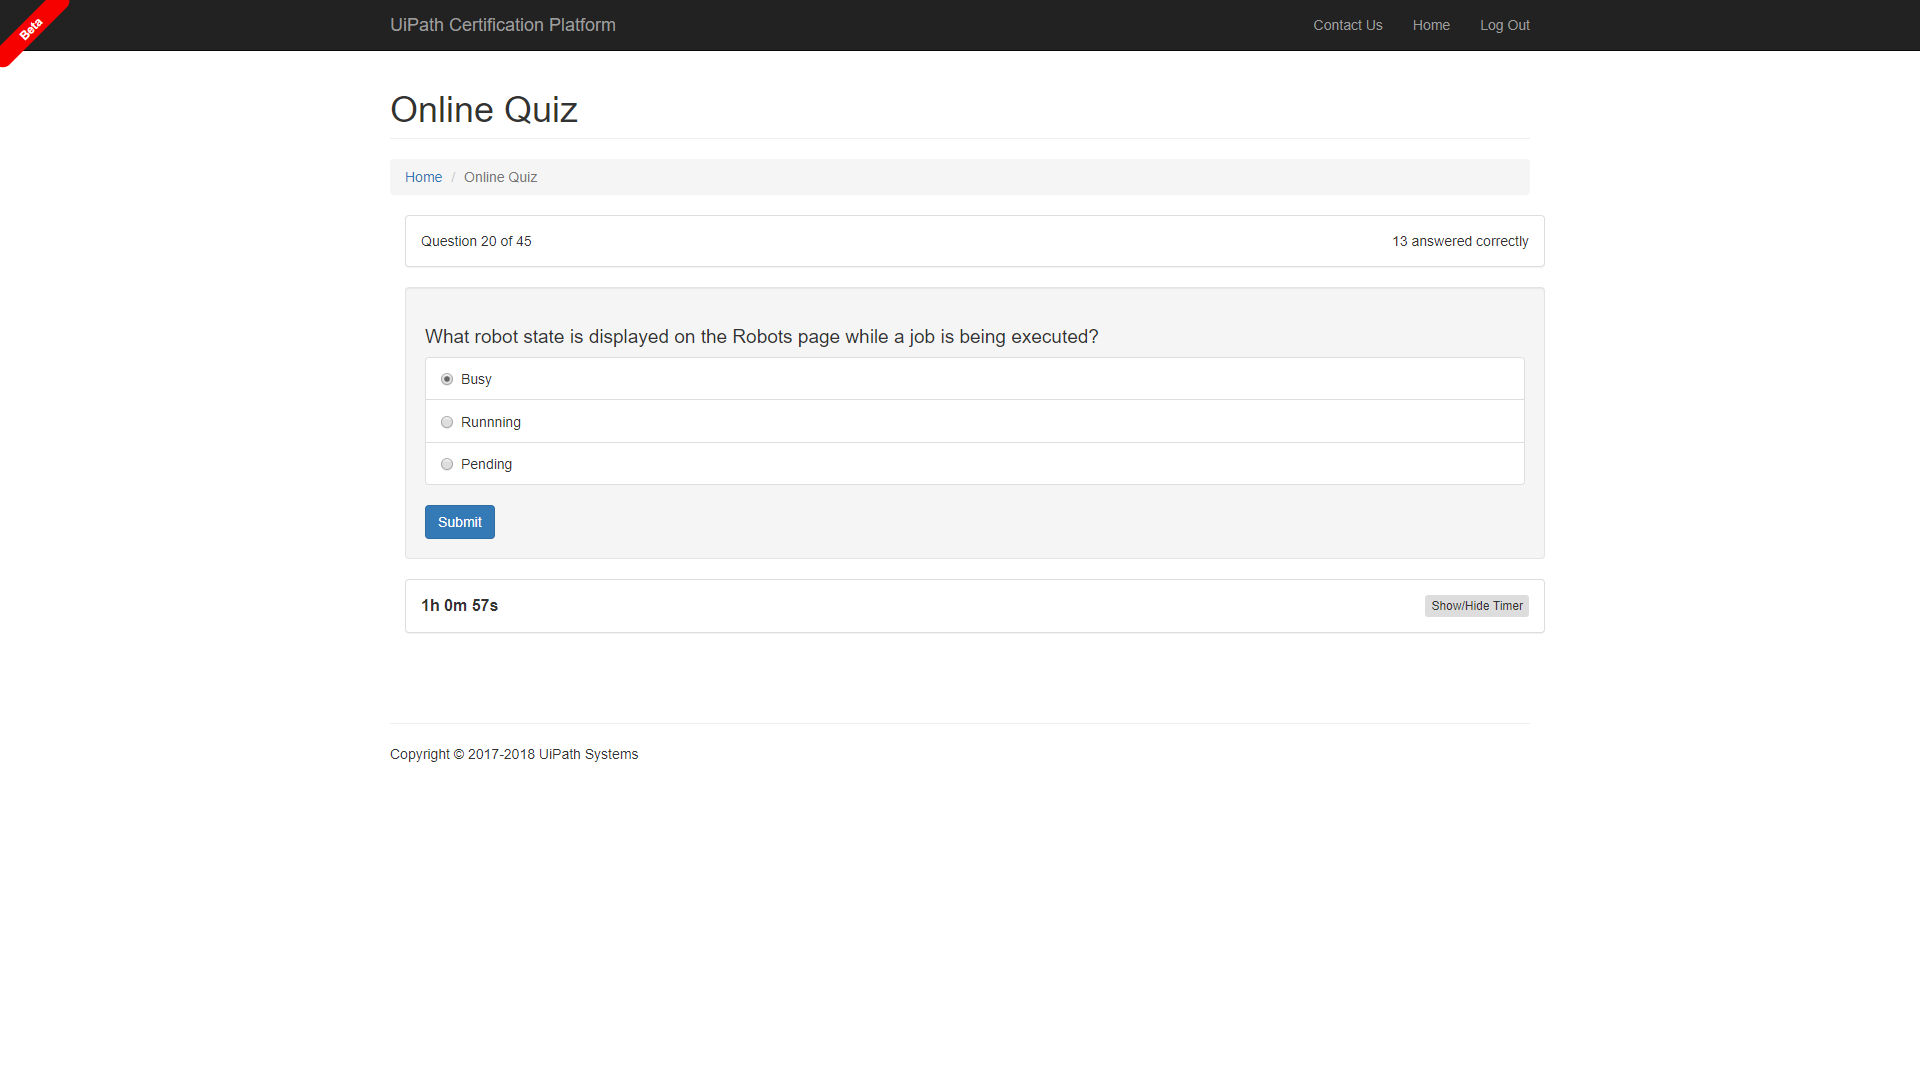 Beta
UiPath Certification Platform
Contact Us
Home
Log Out
Online Quiz
Home / Online Quiz
Question 20 of 45
13 answered correctly
What robot state is displayed on the Robots page while a job is being executed?
Busy
Runnning
Pending
Submit
1h 0m 57s
Show/Hide Timer
Copyright © 2017-2018 UiPath Systems